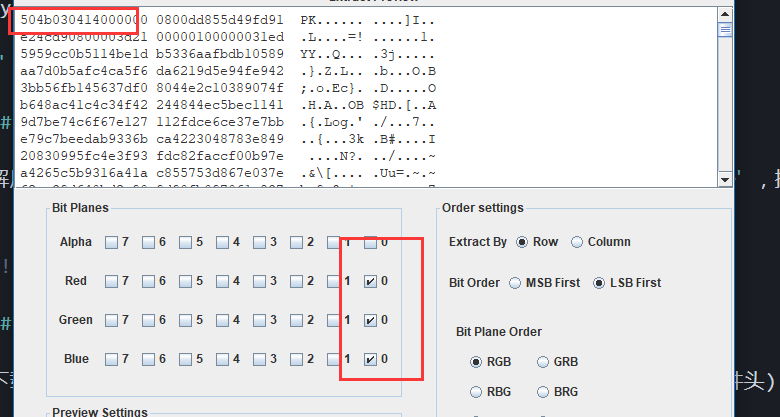 Extract Preview
504b030414000000 0800dd855d49fd91 PK...... ....]I..
e24cd90800003d21 00000100000031ed .L....=! ......1.
5959cc0b5114be1d b5336aafbdb10589 YY..Q... .3j.....
aa7d0b5afc4ca5f6 da6219d5e94fe942 .}.Z.L.. .b...O.B
3bb56fb145637df0 8044e2c10389074f ;.o.Ec}. .D.....O
b648ac41c4c34f42 244844ec5bec1141 .H.A..OB $HD.[..A
9d7be74c6f67e127 112fdce6ce37e7bb .{.Log.' ./...7..
e79c7beedab9336b ca4223048783e849 ..{...3k .B#....I
20830995fc4e3f93 fdc82faccf00b97e ....N?. ../....~
a4265c5b9316a41a c855753d867e037e .&\[.... .Uu=.~.~
Bit Planes
Order settings
Alpha 7 6 5 4 3 2 1 0
Extract By Row Column
Red 7 6 5 4 3 2 1 0
Bit Order MSB First LSB First
Green 7 6 5 4 3 2 1 0
Bit Plane Order
Blue 7 6 5 4 3 2 1 0
RGB GRB
RBG BRG
Preview Settings